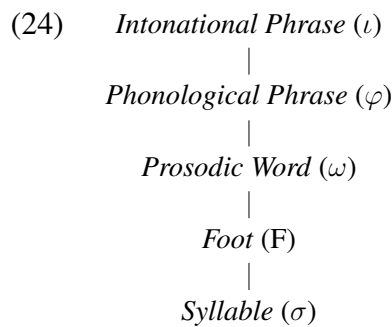 (24) Intonational Phrase (ι)
Phonological Phrase (φ)
Prosodic Word (ω)
Foot (F)
Syllable (σ)